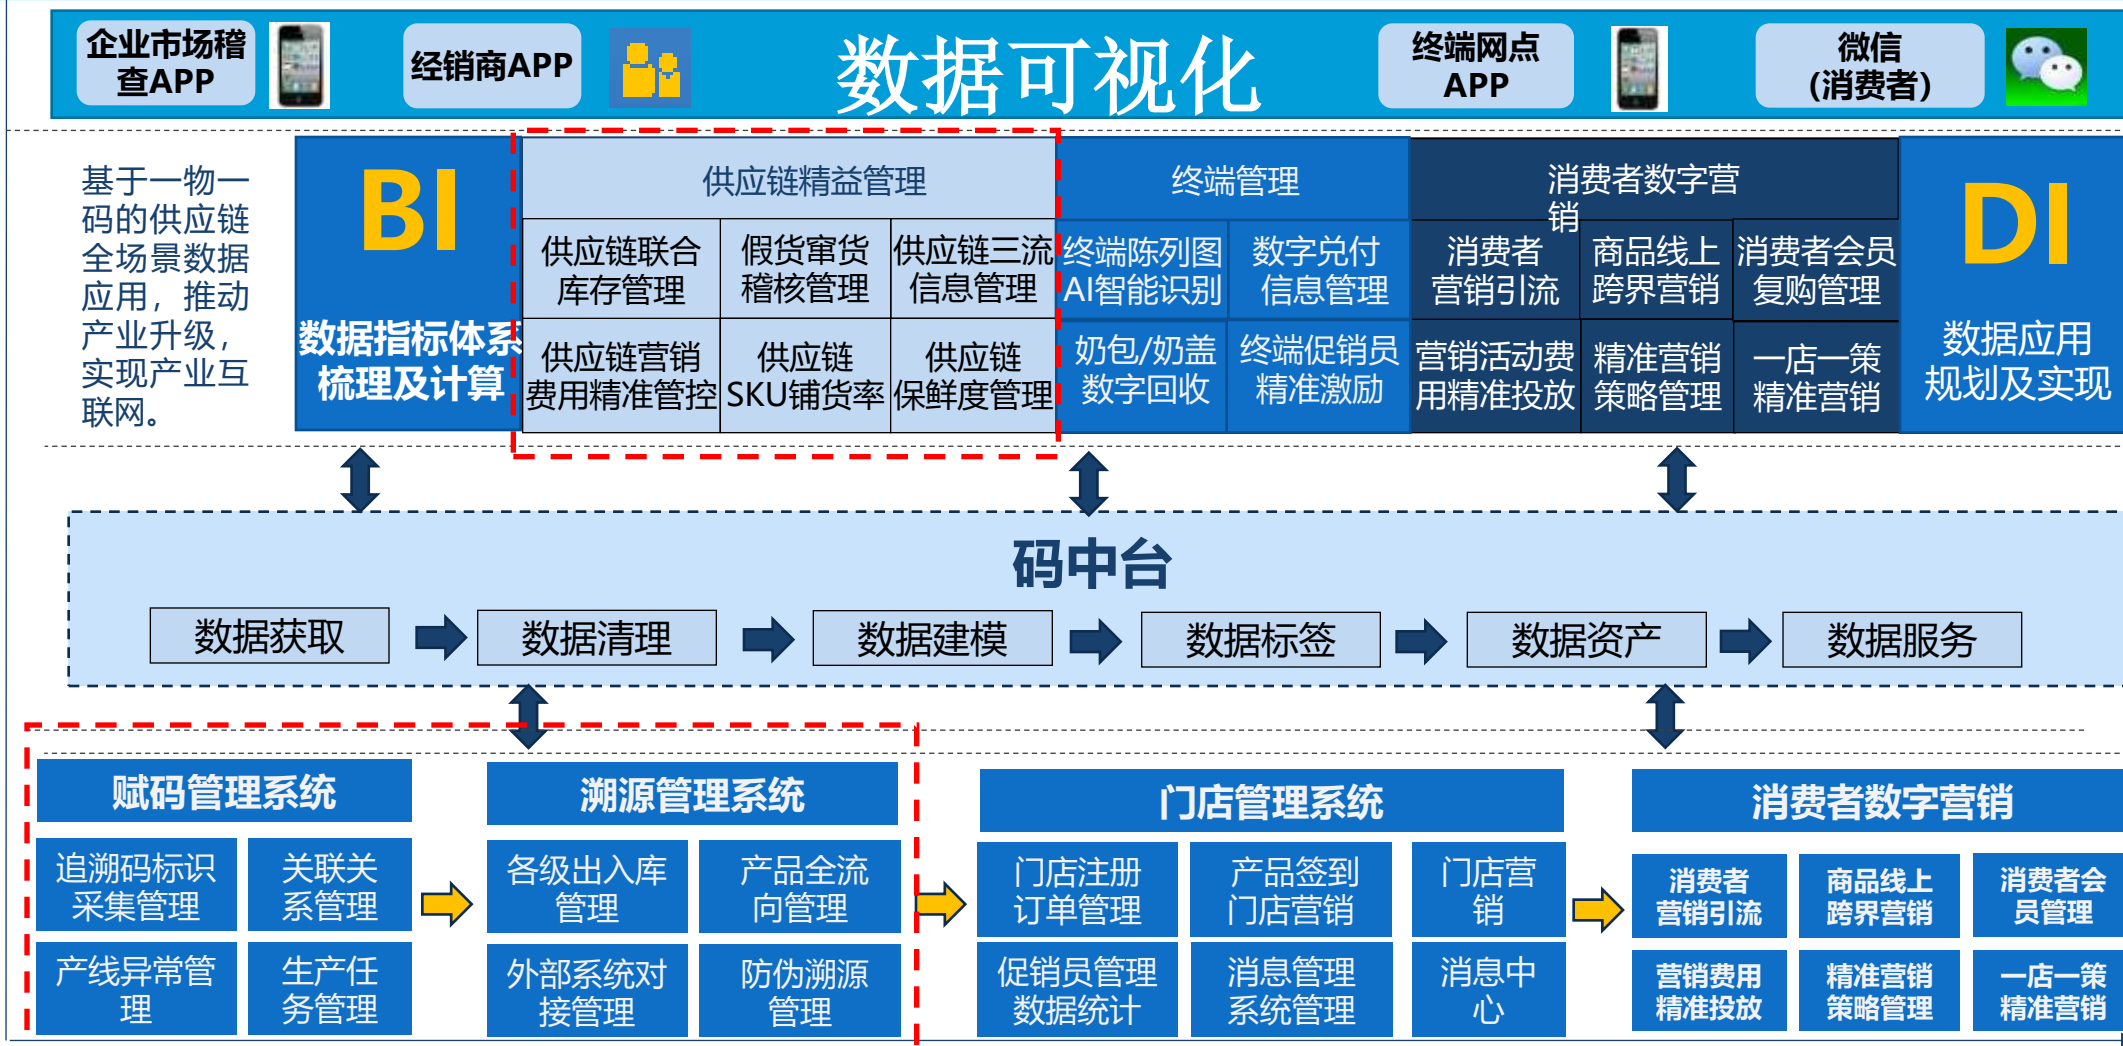 企业市场稽
查APP
经销商APP
数据可视化
终端网点
APP
微信
(消费者)
基于一物一
码的供应链
全场景数据
应用，推动
产业升级，
实现产业互
联网。
BI
数据指标体系
梳理及计算
供应链精益管理
供应链联合
库存管理
假货窜货
稽核管理
供应链三流
信息管理
供应链营销
费用精准管控
供应链
SKU铺货率
供应链
保鲜度管理
终端管理
终端陈列图
AI智能识别
数字兑付
信息管理
奶包/奶盖
数字回收
终端促销员
精准激励
消费者数字营
销
消费者
营销引流
商品线上
跨界营销
消费者会员
复购管理
营销活动费
用精准投放
精准营销
策略管理
一店一策
精准营销
DI
数据应用
规划及实现
码中台
数据获取
数据清理
数据建模
数据标签
数据资产
数据服务
赋码管理系统
追溯码标识
采集管理
关联关
系管理
产线异常管
理
生产任
务管理
溯源管理系统
各级出入库
管理
产品全流
向管理
外部系统对
接管理
防伪溯源
管理
门店管理系统
门店注册
订单管理
产品签到
门店营销
门店营
销
促销员管理
数据统计
消息管理
系统管理
消息中
心
消费者数字营销
消费者
营销引流
商品线上
跨界营销
消费者会
员管理
营销费用
精准投放
精准营销
策略管理
一店一策
精准营销